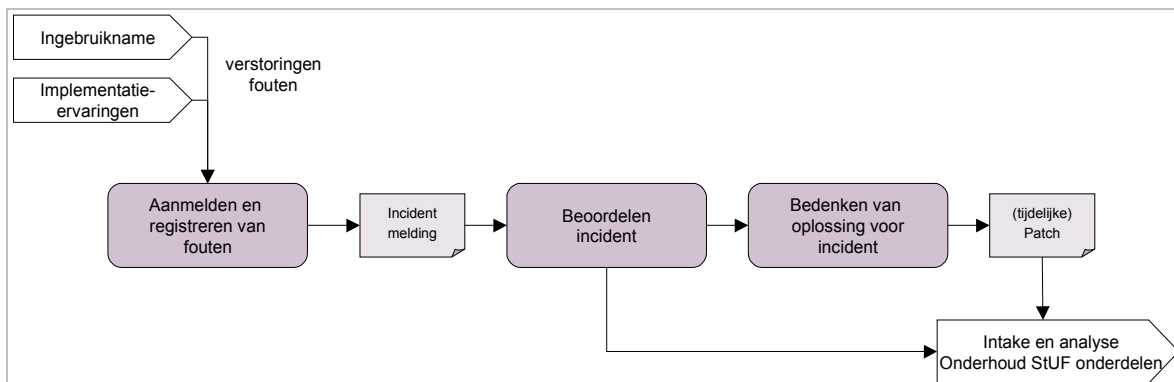 Ingebruikname
verstoringen
fouten
Implementatie-
ervaringen
Aanmelden en
registreren van
fouten
Incident
melding
Beoordelen
incident
Bedenken van
oplossing voor
incident
(tijdelijke)
Patch
Intake en analyse
Onderhoud StUF onderdelen